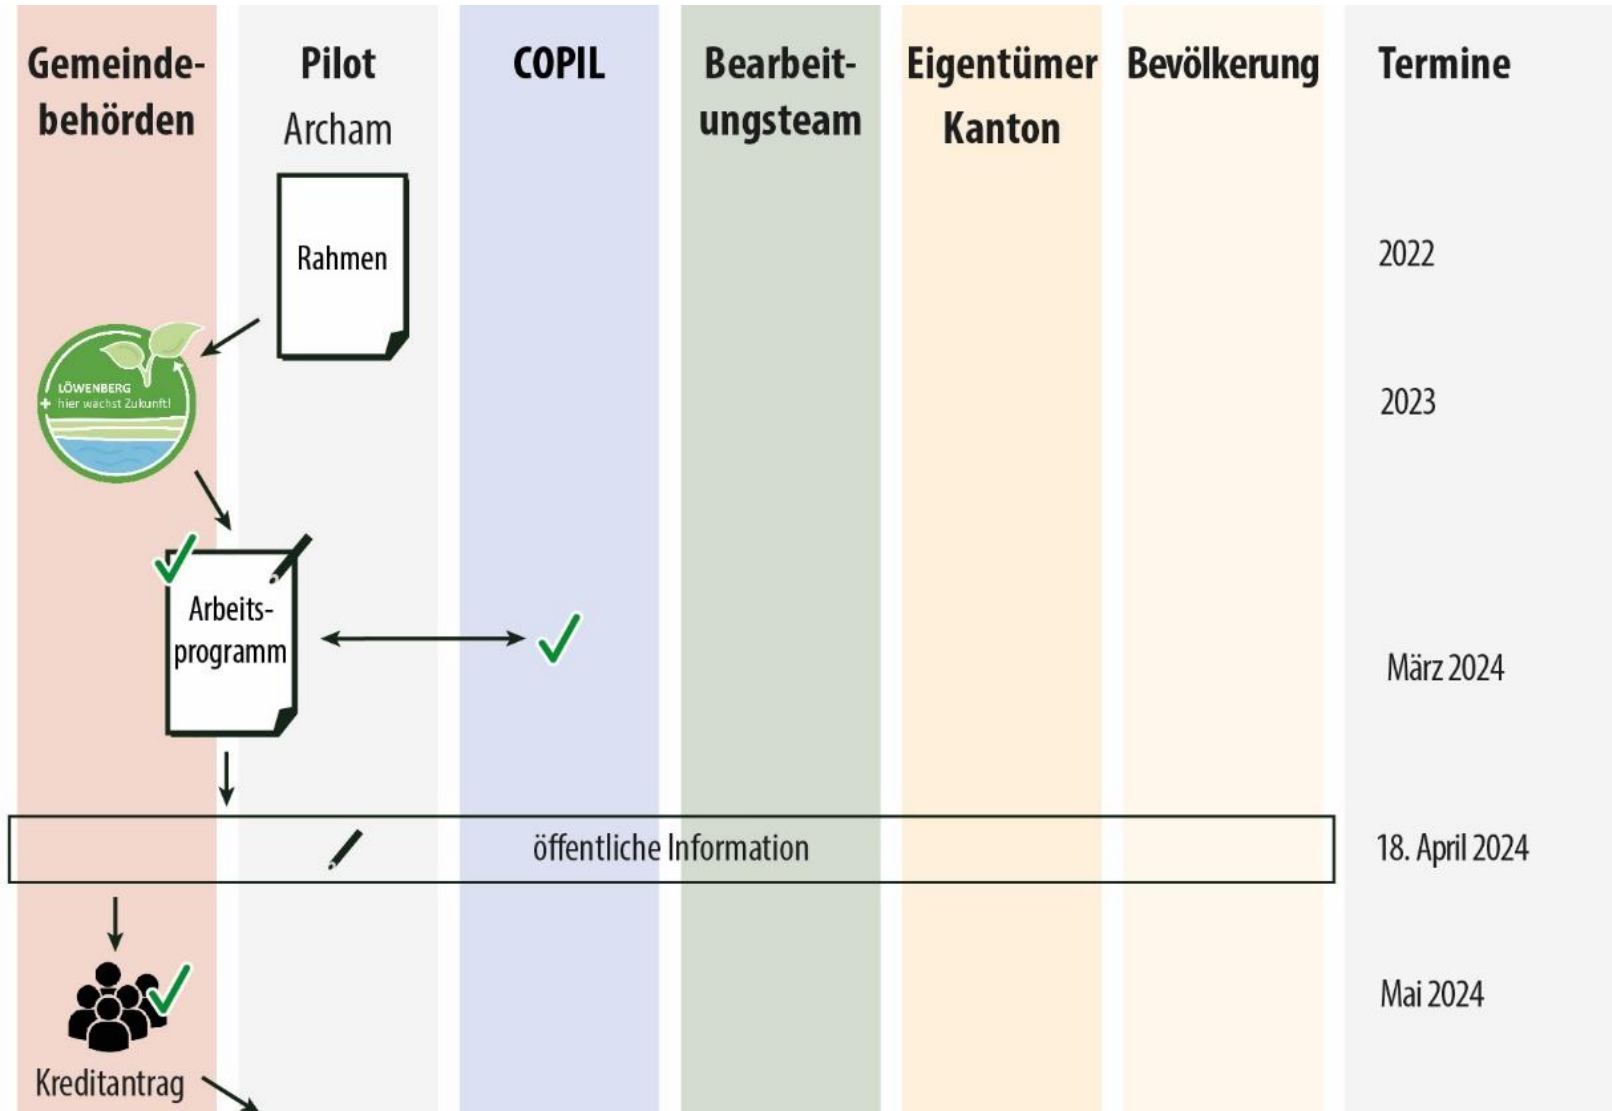 Gemeinde-
behörden
Pilot
Archam
COPIL
Bearbeit-
ungsteam
Eigentümer
Kanton
Bevölkerung
Termine
Rahmen
2022
LÖWENBERG
hier wächst Zukunft!
2023
Arbeits-
programm
März 2024
öffentliche Information
18. April 2024
Mai 2024
Kreditantrag